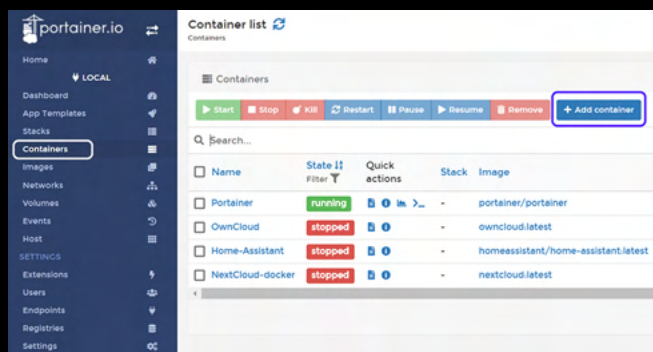 portainer.io
Home
LOCAL
Dashboard
App Templates
Stacks
Containers
Images
Networks
Volumes
Events
Host
SETTINGS
Extensions
Users
Endpoints
Registries
Settings
Container list
Containers
Containers
Start Stop Kill Restart Pause Resume Remove + Add container
Search...
Name State Filter Quick actions Stack Image
Portainer running - portainer/portainer
OwnCloud stopped - owncloud:latest
Home-Assistant stopped - homeassistant/home-assistant:latest
NextCloud-docker stopped - nextcloud:latest